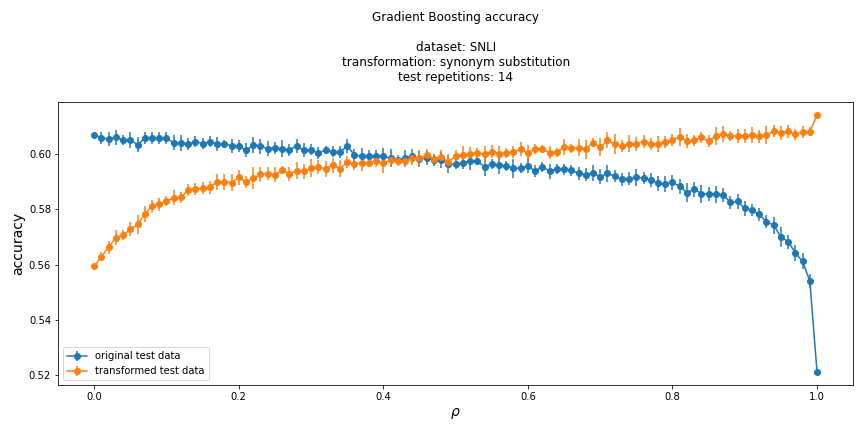 Gradient Boosting accuracy
dataset: SNLI
transformation: synonym substitution
test repetitions: 14
accuracy
0.60
0.58
0.56
0.54
0.52
original test data
transformed test data
0.0 0.2 0.4 0.6 0.8 1.0
ρ